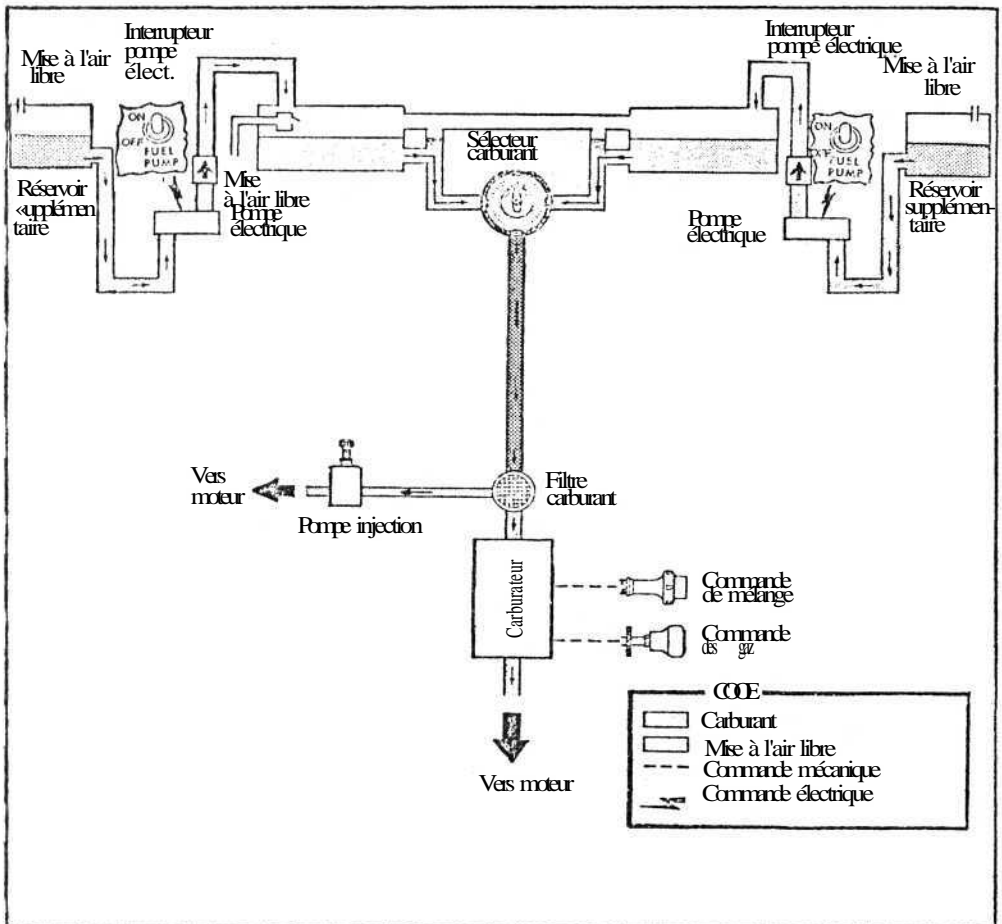 Interrupteur
pompe
élect.
Mise à l'air
libre
ON
OFF
FUEL
PUMP
Réservoir
«upplémen
taire
Mise
à l'air libre
Pompe
électrique
Sélecteur
carburant
Interrupteur
pompe électrique
Mise à l'air
libre
ON
FUEL
PUMP
Pompe
électrique
Réservoir
supplémen-
taire
Vers
moteur
Pompe injection
Filtre
carburant
Carburateur
Commande
de mélange
Commande
des gaz
Vers moteur
CODE
Carburant
Mise à l'air libre
Commande mécanique
Commande électrique